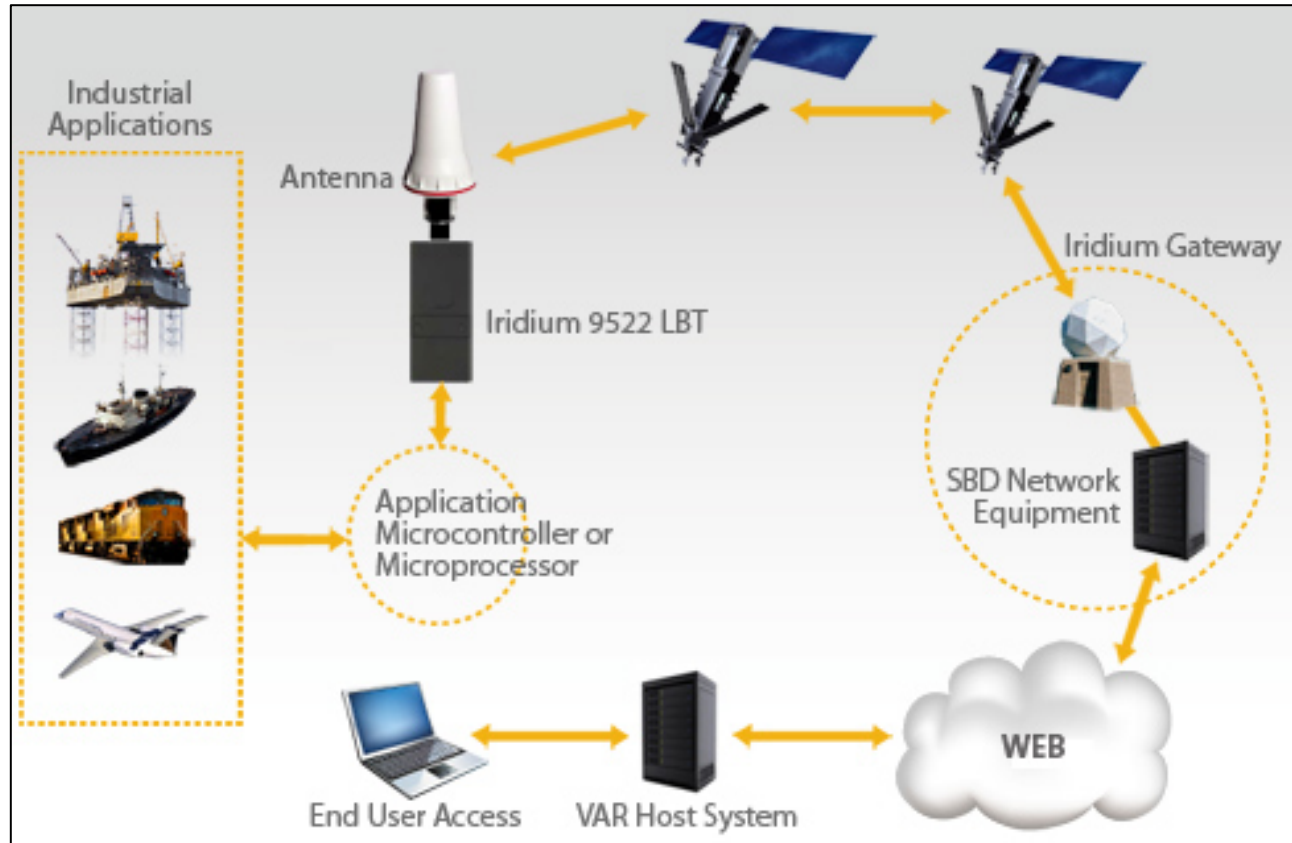 Industrial
Applications
Antenna
Iridium Gateway
Iridium 9522 LBT
SBD Network
Equipment
Application
Microcontroller or
Microprocessor
WEB
End User Access
VAR Host System